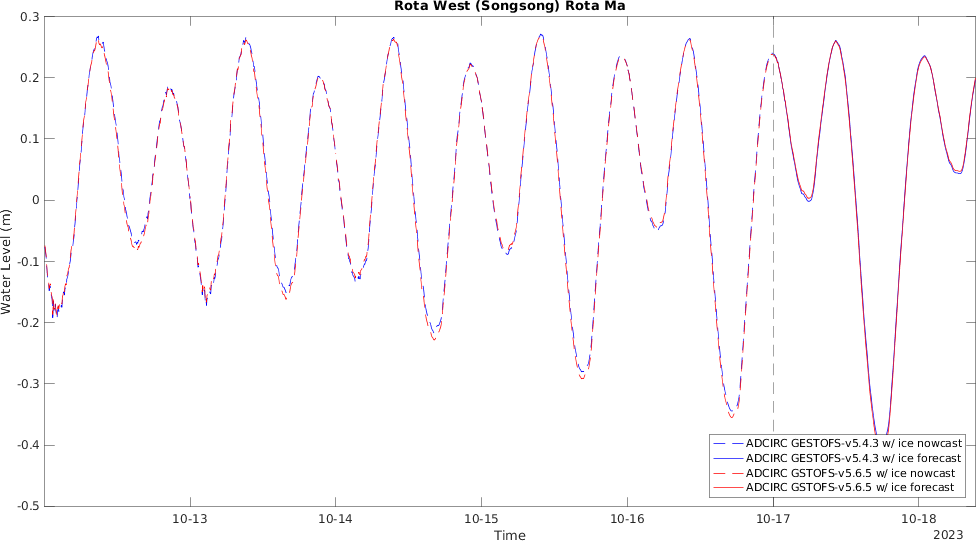 Rota West (Songsong) Rota Ma
0.3
0.2
0.1
0
-0.1
-0.2
-0.3
-0.4
-0.5
Water Level (m)
ADCIRC GESTOFS-v5.4.3 w/ ice nowcast
ADCIRC GESTOFS-v5.4.3 w/ ice forecast
ADCIRC GSTOFS-v5.6.5 w/ ice nowcast
ADCIRC GSTOFS-v5.6.5 w/ ice forecast
10-13 10-14 10-15 10-16 10-17 10-18
Time
2023